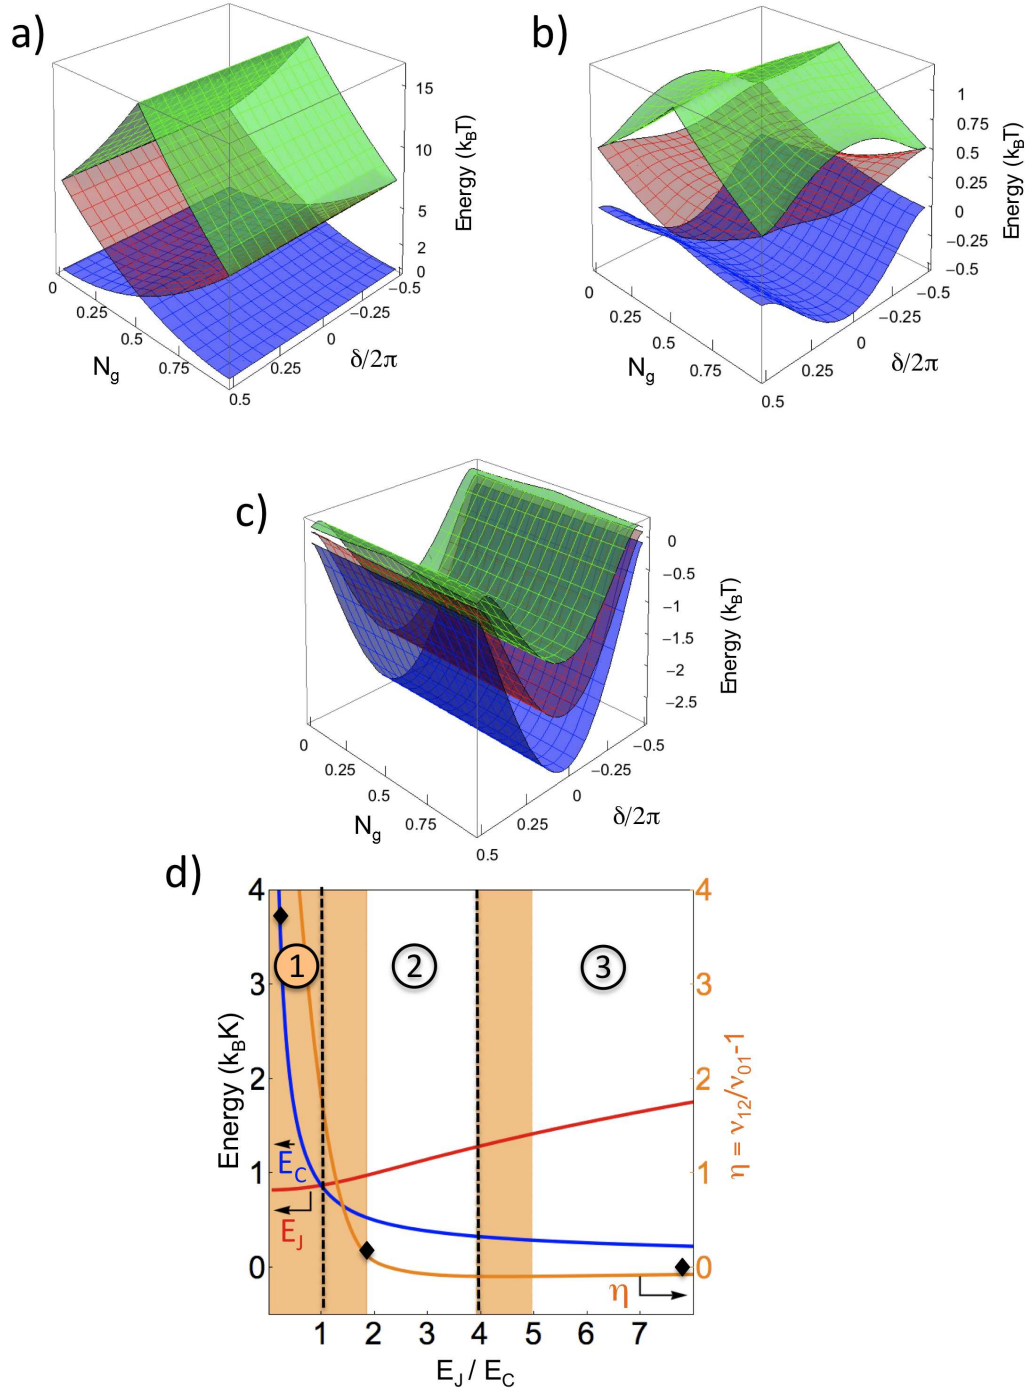 a)
15
10
5
2
0
Energy (kBT)
0
0.25
0.5
0.75
Ng
-0.5
-0.25
0
0.25
0.5
δ/2π
b)
1
0.75
0.5
0.25
0
-0.25
-0.5
Energy (kBT)
0
0.25
0.5
0.75
Ng
-0.5
-0.25
0
0.25
0.5
δ/2π
c)
0
-0.5
-1
-1.5
-2
-2.5
Energy (kBT)
0
0.25
0.5
0.75
Ng
-0.5
-0.25
0
0.25
0.5
δ/2π
d)
4
3
2
1
0
Energy (kBK)
1 2 3
EC
EJ
η
4
3
2
1
0
η = ν12/ν01-1
1 2 3 4 5 6 7
EJ / EC